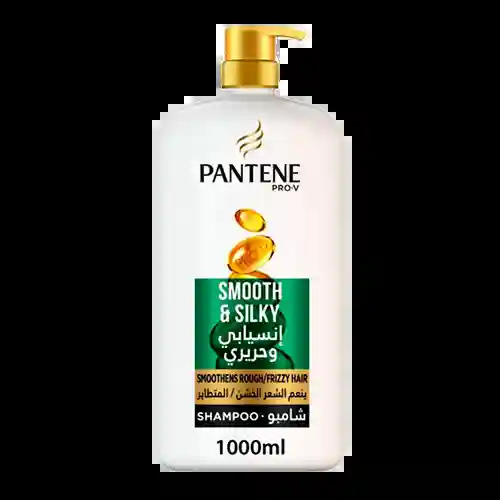 PANTENE
PRO·V
SMOOTH
& SILKY
إنسيابي
وحريري
SMOOTHENS ROUGH/FRIZZY HAIR
ينعم الشعر الخشن / المتطاير
SHAMPOO · شامبو
1000ml